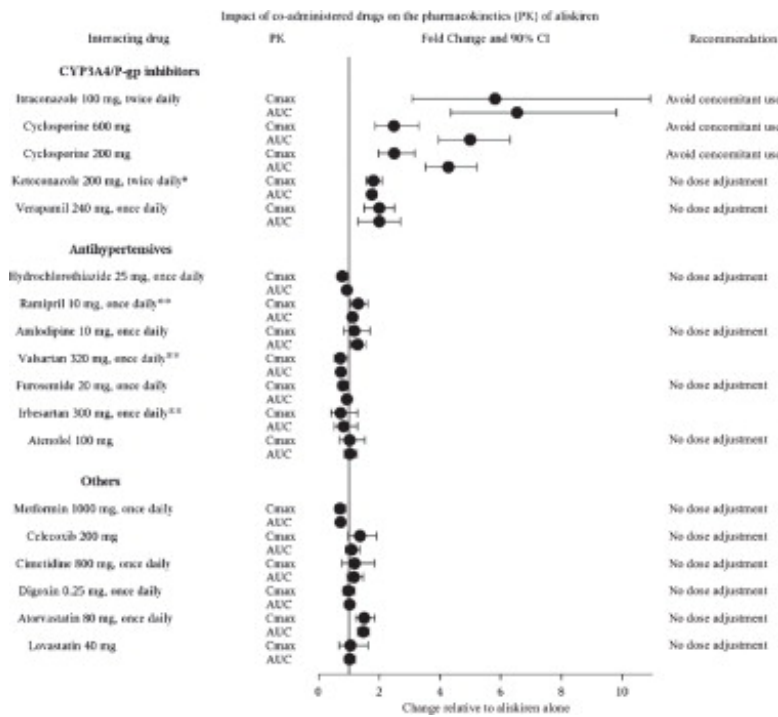 Impact of co-administered drugs on the pharmacokinetics (PK) of aliskiren
Interacting drug PK Fold Change and 90% CI Recommendation
CYP3A4/P-gp inhibitors
Itraconazole 100 mg, twice daily Cmax Avoid concomitant use
AUC
Cyclosporine 600 mg Cmax Avoid concomitant use
AUC
Cyclosporine 200 mg Cmax Avoid concomitant use
AUC
Ketoconazole 200 mg, twice daily* Cmax No dose adjustment
AUC
Verapamil 240 mg, once daily Cmax No dose adjustment
AUC
Antihypertensives
Hydrochlorothiazide 25 mg, once daily Cmax No dose adjustment
AUC
Ramipril 10 mg, once daily** Cmax
AUC
Amlodipine 10 mg, once daily Cmax No dose adjustment
AUC
Valsartan 320 mg, once daily** Cmax
AUC
Furosemide 20 mg, once daily Cmax No dose adjustment
AUC
Irbesartan 300 mg, once daily** Cmax
AUC
Atenolol 100 mg Cmax No dose adjustment
AUC
Others
Metformin 1000 mg, once daily Cmax No dose adjustment
AUC
Celecoxib 200 mg Cmax No dose adjustment
AUC
Cimetidine 800 mg, once daily Cmax No dose adjustment
AUC
Digoxin 0.25 mg, once daily Cmax No dose adjustment
AUC
Atorvastatin 80 mg, once daily Cmax No dose adjustment
AUC
Lovastatin 40 mg Cmax No dose adjustment
AUC
0 2 4 6 8 10
Change relative to aliskiren alone